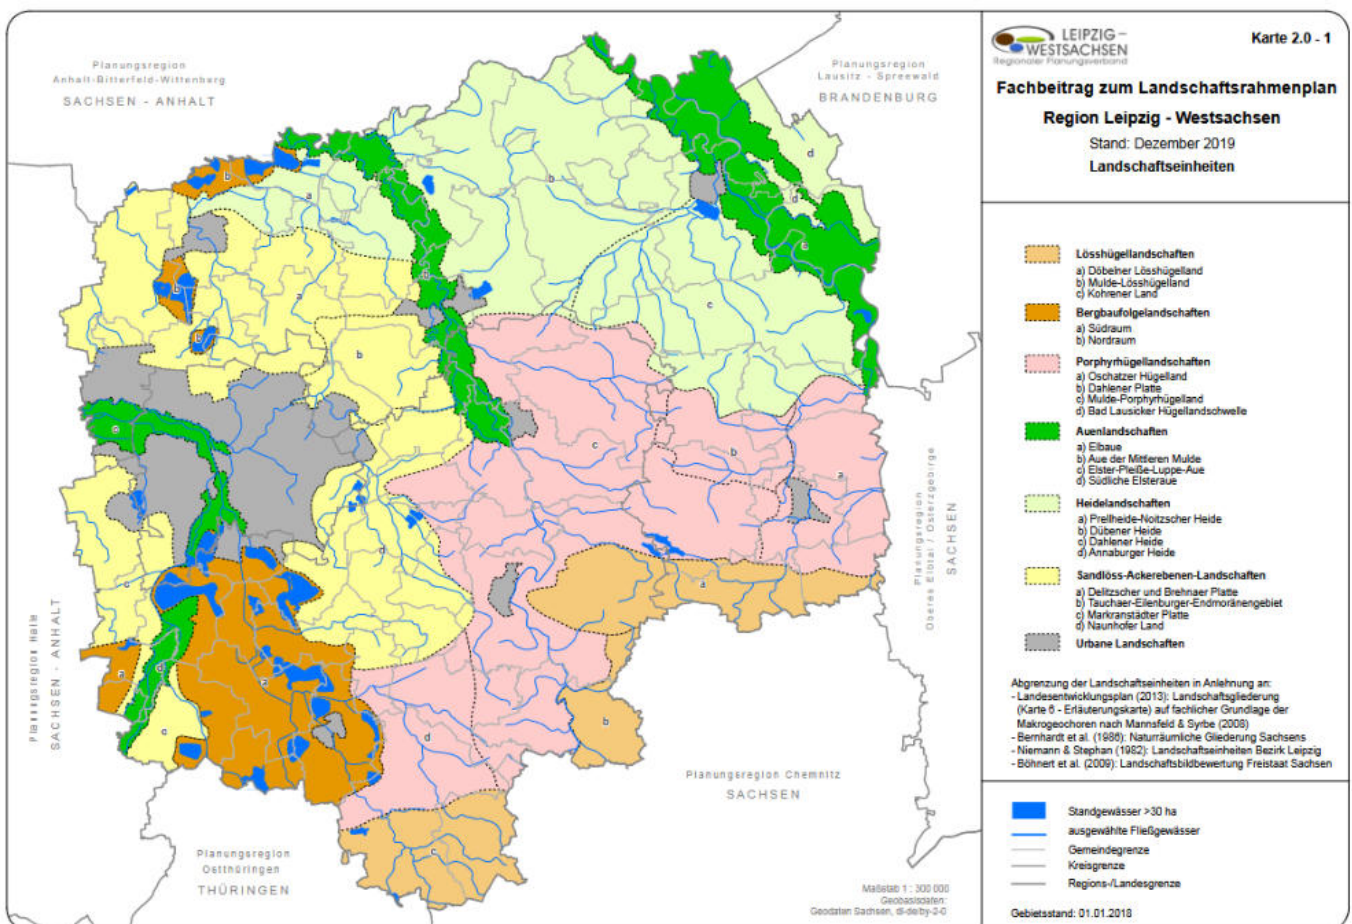 LEIPZIG –
WESTSACHSEN
Regionaler Planungsverband
Karte 2.0 - 1
Fachbeitrag zum Landschaftsrahmenplan
Region Leipzig - Westsachsen
Stand: Dezember 2019
Landschaftseinheiten
Lösshügellandschaften
a) Döbelner Lösshügelland
b) Mulde-Lösshügelland
c) Kohrener Land
Bergbaufolgelandschaften
a) Südraum
b) Nordraum
Porphyrhügellandschaften
a) Oschatzer Hügelland
b) Dahlener Platte
c) Mulde-Porphyrhügelland
d) Bad Lausicker Hügellandschwelle
Auenlandschaften
a) Elbaue
b) Aue der Mittleren Mulde
c) Elster-Pleiße-Luppe-Aue
d) Südliche Elsteraue
Heidelandschaften
a) Prellheide-Noitzscher Heide
b) Dübener Heide
c) Dahlener Heide
d) Annaburger Heide
Sandlöss-Ackerebenen-Landschaften
a) Delitzscher und Brehnaer Platte
b) Tauchaer-Eilenburger-Endmoränengebiet
c) Markranstädter Platte
d) Naunhofer Land
Urbane Landschaften
Abgrenzung der Landschaftseinheiten in Anlehnung an:
- Landesentwicklungsplan (2013): Landschaftsgliederung
(Karte 6 - Erläuterungskarte) auf fachlicher Grundlage der
Makrogeochoren nach Mannsfeld & Syrbe (2008)
- Bernhardt et al. (1986): Naturräumliche Gliederung Sachsens
- Niemann & Stephan (1982): Landschaftseinheiten Bezirk Leipzig
- Böhnert et al. (2009): Landschaftsbildbewertung Freistaat Sachsen
Standgewässer >30 ha
ausgewählte Fließgewässer
Gemeindegrenze
Kreisgrenze
Regions-/Landesgrenze
Gebietsstand: 01.01.2018
Planungsregion
Anhalt-Bitterfeld-Wittenberg
SACHSEN - ANHALT
Planungsregion
Lausitz - Spreewald
BRANDENBURG
Planungsregion
Oberes Elbtal / Osterzgebirge
SACHSEN
Planungsregion Halle
SACHSEN - ANHALT
Planungsregion Chemnitz
SACHSEN
Planungsregion
Ostthüringen
THÜRINGEN
Maßstab 1 : 300 000
Geobasisdaten:
Geodaten Sachsen, dl-de/by-2-0
b
a
b
d
d
a
b
a
b
b
b
c
c
c
b
a
c
d
a
c
a
d
a
c
d
b
c